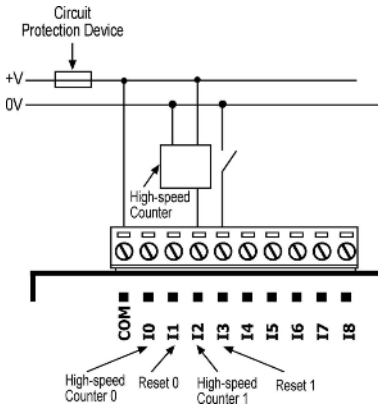 Circuit
Protection Device
+V
0V
High-speed
Counter
COM I0 I1 I2 I3 I4 I5 I6 I7 I8
High-speed
Counter 0
Reset 0
High-speed
Counter 1
Reset 1